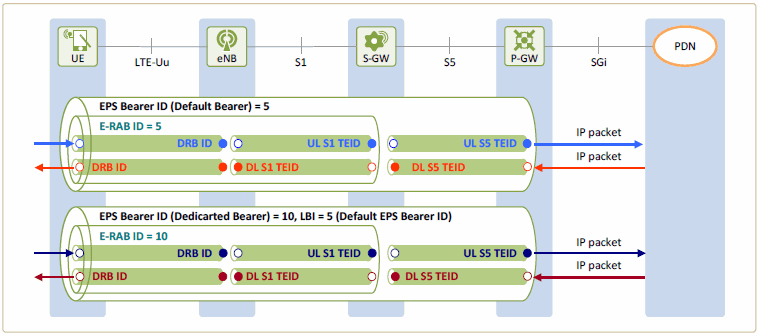 UE
eNB
S-GW
P-GW
PDN
LTE-Uu
S1
S5
SGi
EPS Bearer ID (Default Bearer) = 5
E-RAB ID = 5
DRB ID
UL S1 TEID
UL S5 TEID
IP packet
DRB ID
DL S1 TEID
DL S5 TEID
IP packet
EPS Bearer ID (Dedicarted Bearer) = 10, LBI = 5 (Default EPS Bearer ID)
E-RAB ID = 10
DRB ID
UL S1 TEID
UL S5 TEID
IP packet
DRB ID
DL S1 TEID
DL S5 TEID
IP packet